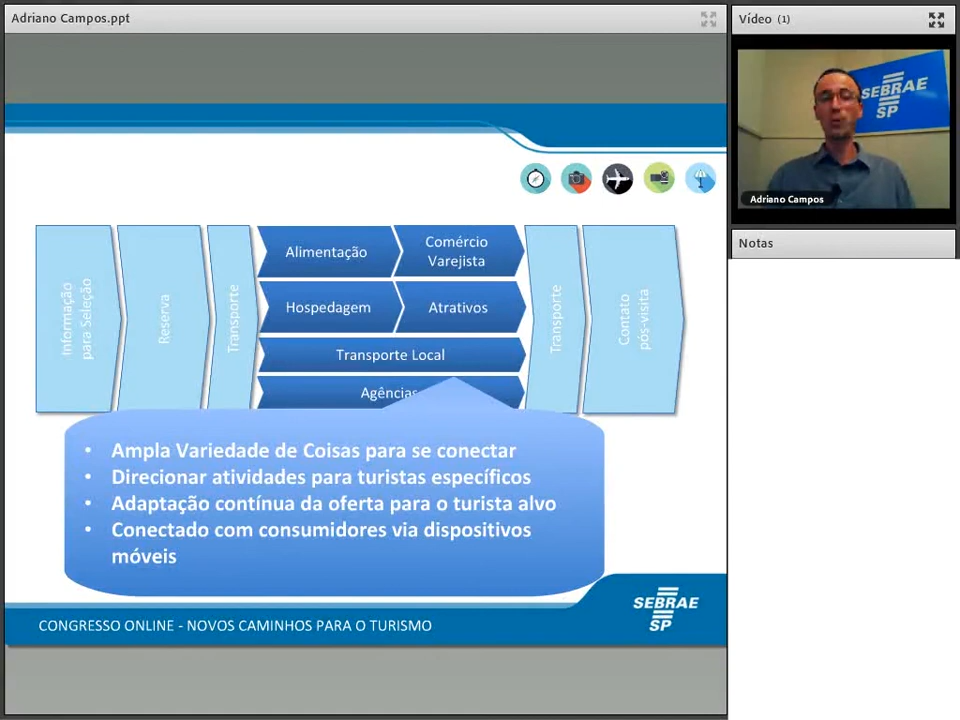 Adriano Campos.ppt
Vídeo (1)
SEBRAE
SP
Adriano Campos
Notas
Informação
para Seleção
Reserva
Transporte
Alimentação
Comércio
Varejista
Hospedagem
Atrativos
Transporte Local
Agências
Transporte
Contato
pós-visita
• Ampla Variedade de Coisas para se conectar
• Direcionar atividades para turistas específicos
• Adaptação contínua da oferta para o turista alvo
• Conectado com consumidores via dispositivos
móveis
CONGRESSO ONLINE - NOVOS CAMINHOS PARA O TURISMO
SEBRAE
SP